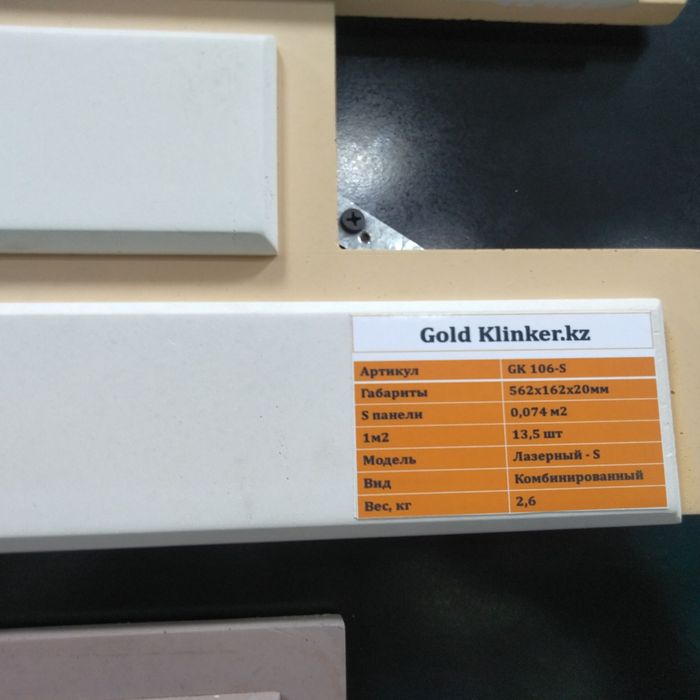 Gold Klinker.kz
Артикул GK 106-S
Габариты 562х162х20мм
S панели 0,074 м2
1м2 13,5 шт
Модель Лазерный - S
Вид Комбинированный
Вес, кг 2,6